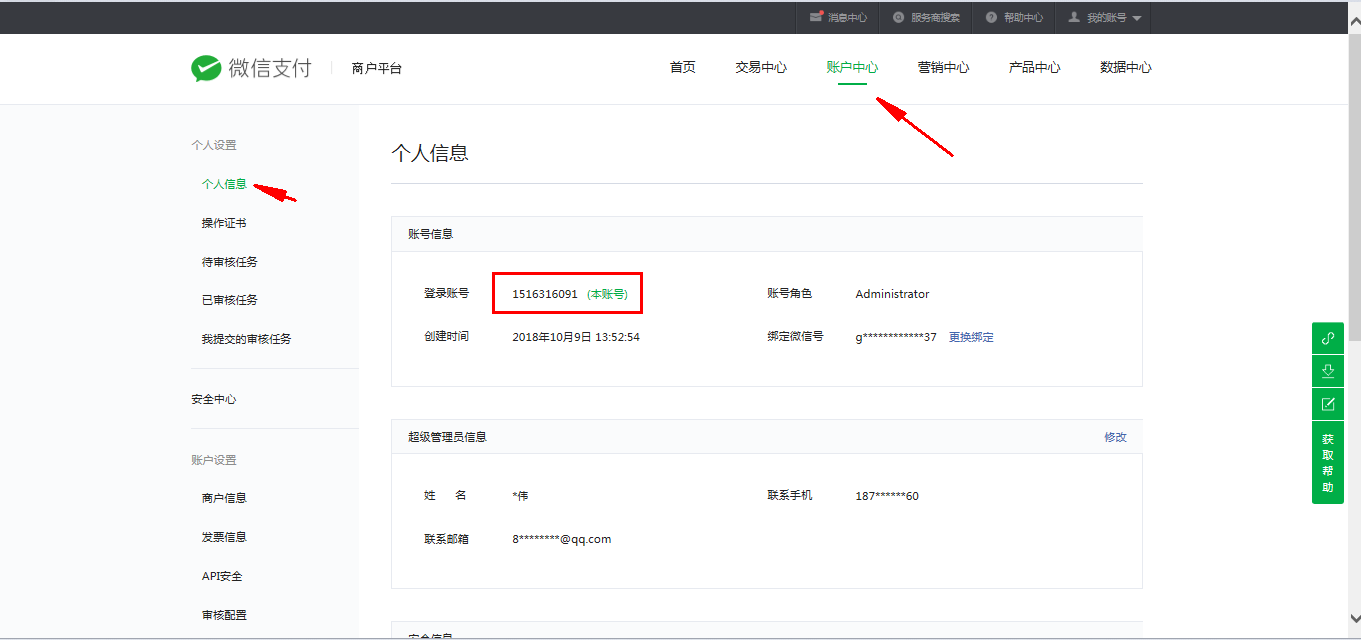 消息中心 服务商搜索 帮助中心 我的账号
微信支付 商户平台 首页 交易中心 账户中心 营销中心 产品中心 数据中心
个人设置
个人信息
操作证书
待审核任务
已审核任务
我提交的审核任务
安全中心
账户设置
商户信息
发票信息
API安全
审核配置
个人信息
账号信息
登录账号 1516316091 (本账号) 账号角色 Administrator
创建时间 2018年10月9日 13:52:54 绑定微信号 g************37 更换绑定
超级管理员信息 修改
姓 名 *伟 联系手机 187******60
联系邮箱 8********@qq.com
安全信息
获取帮助